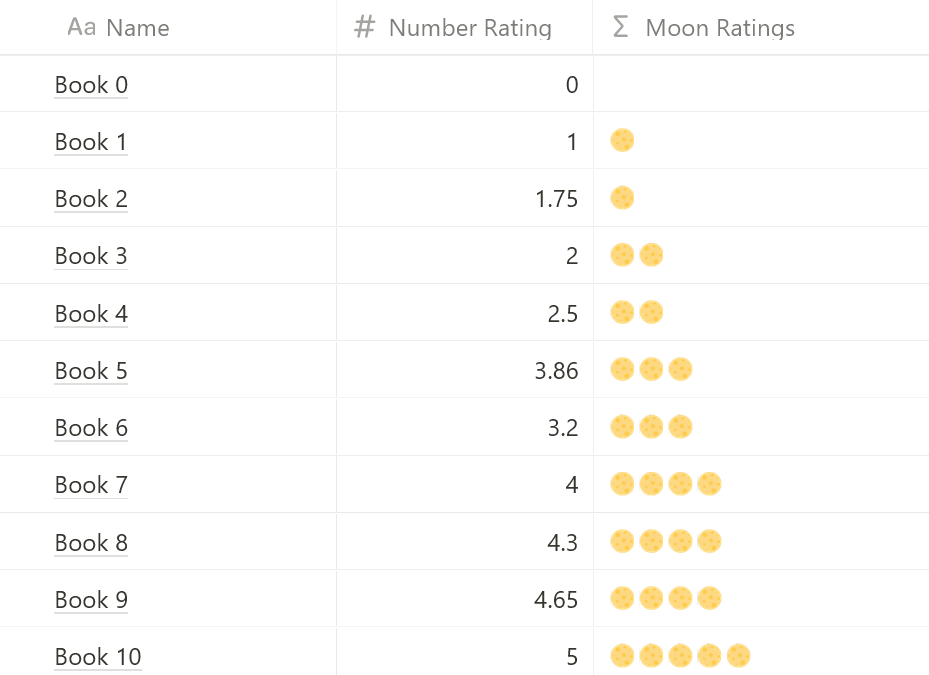 Aa Name # Number Rating Σ Moon Ratings
Book 0 0
Book 1 1 🌕
Book 2 1.75 🌕
Book 3 2 🌕🌕
Book 4 2.5 🌕🌕
Book 5 3.86 🌕🌕🌕
Book 6 3.2 🌕🌕🌕
Book 7 4 🌕🌕🌕🌕
Book 8 4.3 🌕🌕🌕🌕
Book 9 4.65 🌕🌕🌕🌕
Book 10 5 🌕🌕🌕🌕🌕